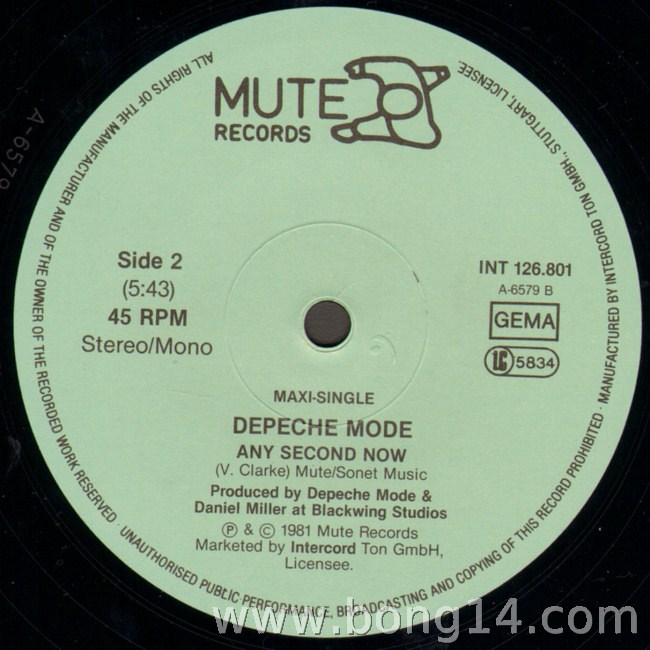 MUTE
RECORDS
Side 2
(5:43)
45 RPM
Stereo/Mono
INT 126.801
A-6579 B
GEMA
LC 5834
MAXI-SINGLE
DEPECHE MODE
ANY SECOND NOW
(V. Clarke) Mute/Sonet Music
Produced by Depeche Mode &
Daniel Miller at Blackwing Studios
Ⓟ & © 1981 Mute Records
Marketed by Intercord Ton GmbH,
Licensee.
ALL RIGHTS OF THE MANUFACTURER AND OF THE OWNER OF THE RECORDED WORK RESERVED · UNAUTHORISED PUBLIC PERFORMANCE, BROADCASTING AND COPYING OF THIS RECORD PROHIBITED · MANUFACTURED BY INTERCORD TON GMBH., STUTTGART, LICENSEE
A-6579
www.bong14.com